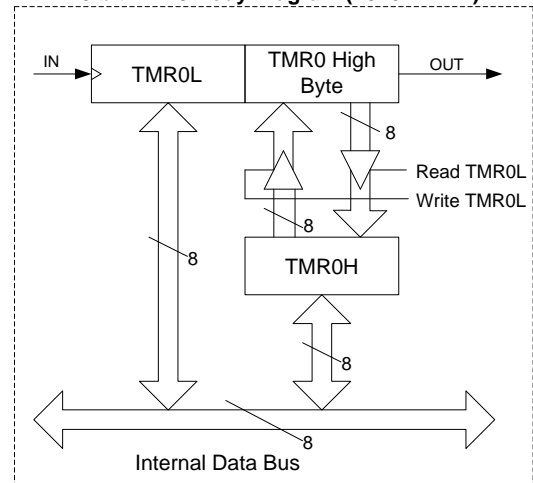 IN
TMR0L
TMR0 High
Byte
OUT
8
Read TMR0L
Write TMR0L
8
8
TMR0H
8
8
Internal Data Bus